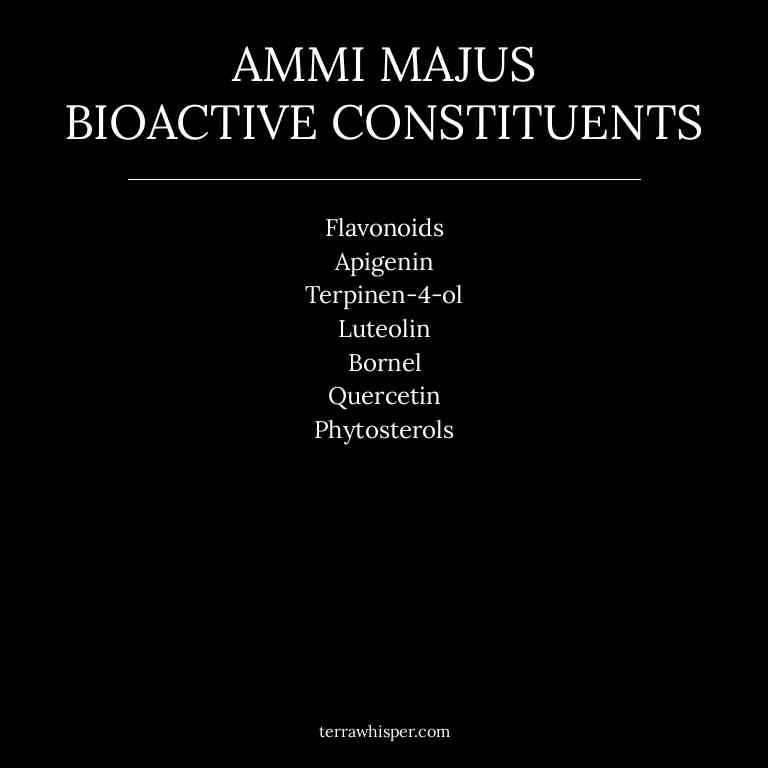 AMMI MAJUS
BIOACTIVE CONSTITUENTS
Flavonoids
Apigenin
Terpinen-4-ol
Luteolin
Bornel
Quercetin
Phytosterols
terrawhisper.com